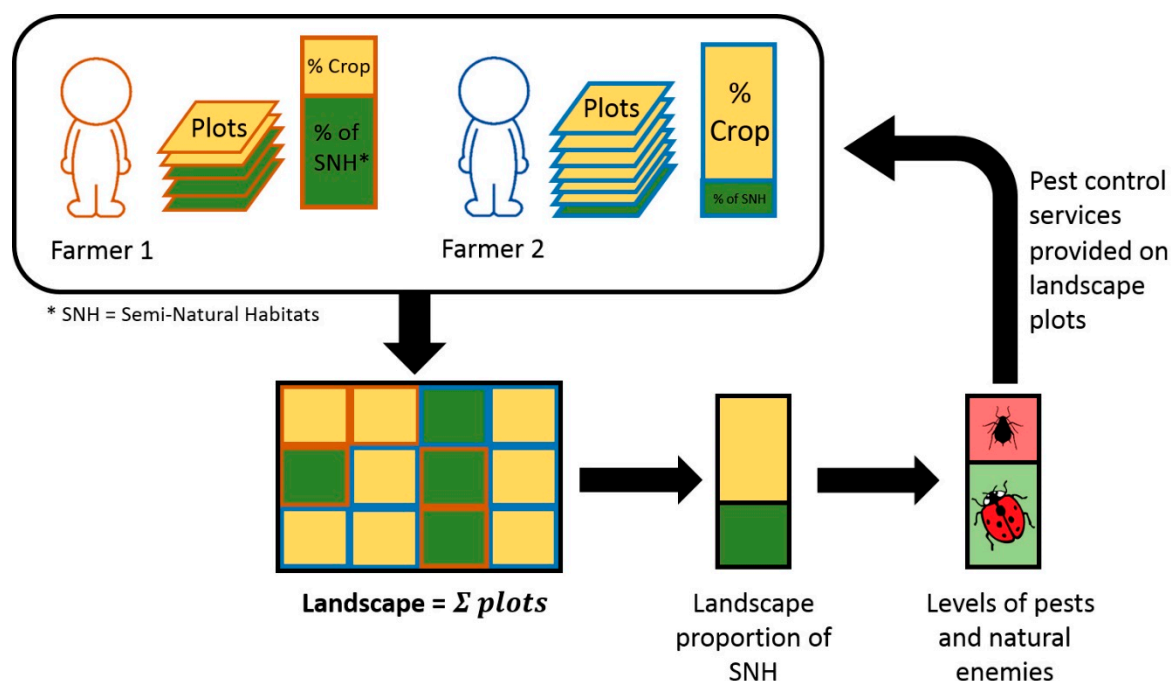 % Crop
% of
SNH*
Plots
Farmer 1
Plots
%
Crop
% of SNH
Farmer 2
* SNH = Semi-Natural Habitats
Pest control
services
provided on
landscape
plots
Landscape = Σ plots
Landscape
proportion of
SNH
Levels of pests
and natural
enemies